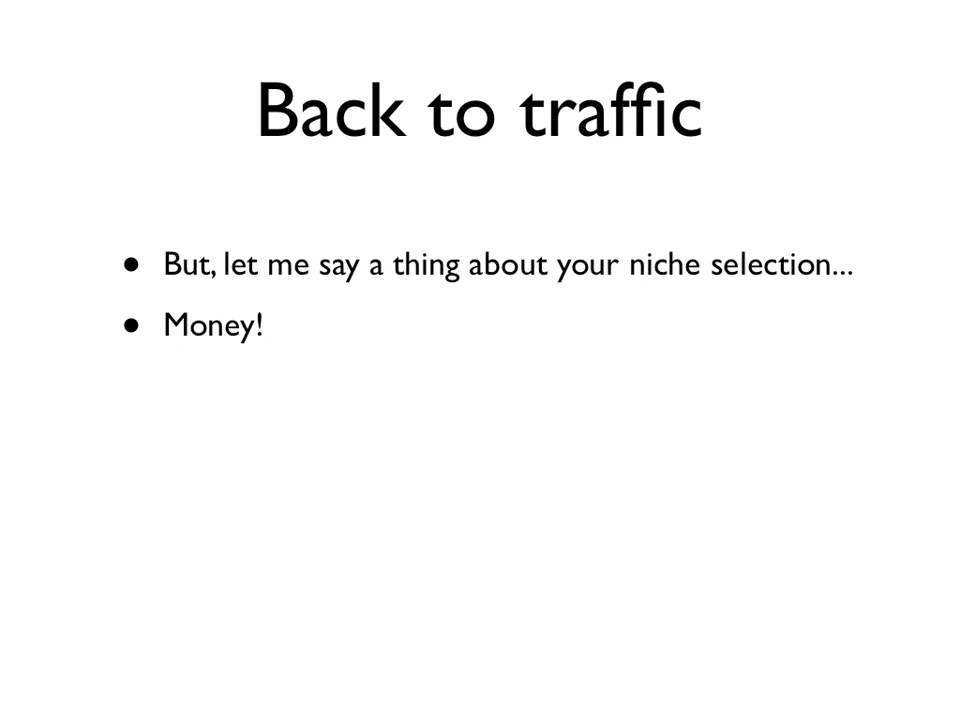 Back to traffic
• But, let me say a thing about your niche selection...
• Money!